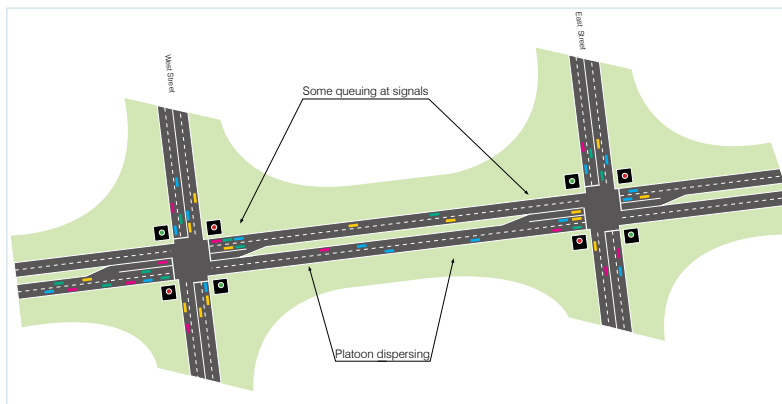 West Street
East Street
Some queuing at signals
Platoon dispersing